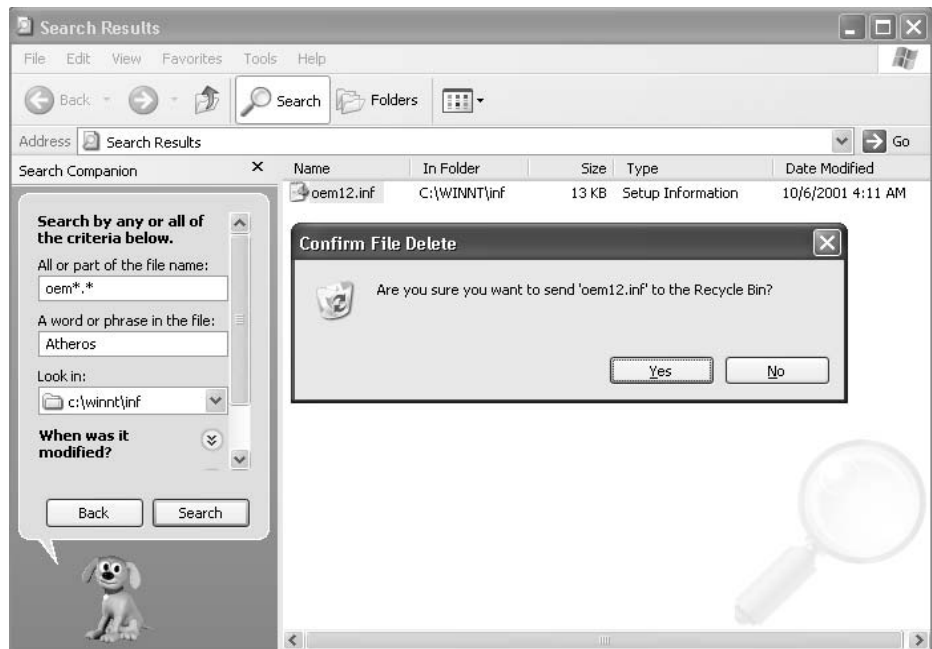 Search Results
File Edit View Favorites Tools Help
Back Search Folders
Address Search Results Go
Search Companion
Name In Folder Size Type Date Modified
oem12.inf C:\WINNT\inf 13 KB Setup Information 10/6/2001 4:11 AM
Search by any or all of
the criteria below.
All or part of the file name:
oem*.*
A word or phrase in the file:
Atheros
Look in:
c:\winnt\inf
When was it
modified?
Back Search
Confirm File Delete
Are you sure you want to send 'oem12.inf' to the Recycle Bin?
Yes No